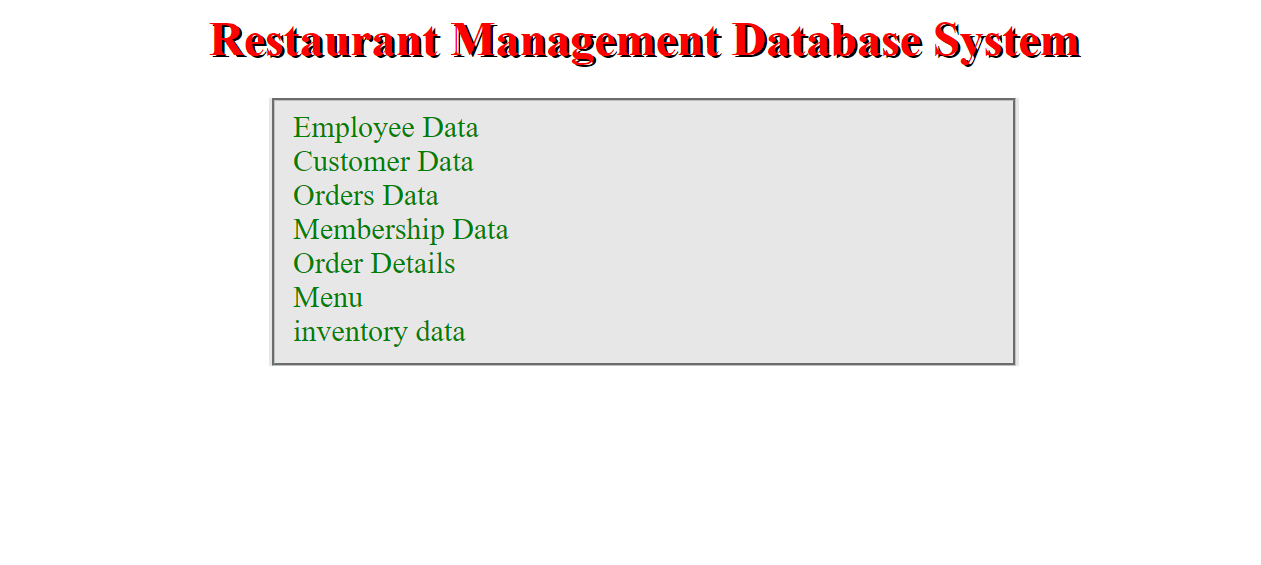 Restaurant Management Database System
Employee Data
Customer Data
Orders Data
Membership Data
Order Details
Menu
inventory data